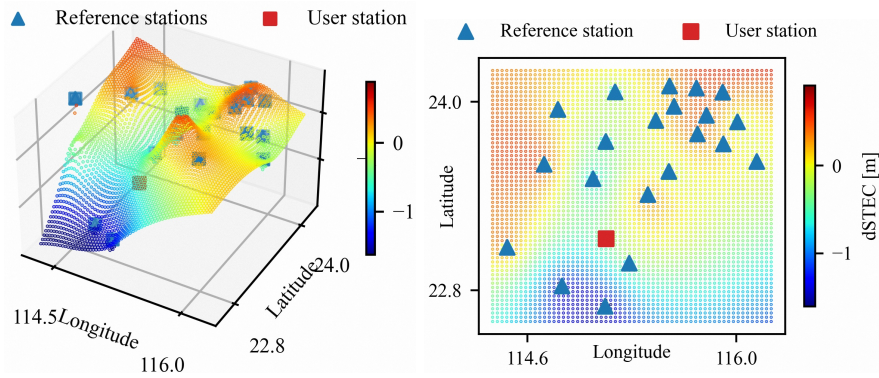 Reference stations User station
0
−
−1
24.0
Latitude
114.5
Longitude
22.8
116.0
Reference station User station
24.0
Latitude
22.8
114.6
Longitude
116.0
0
−1
dSTEC [m]